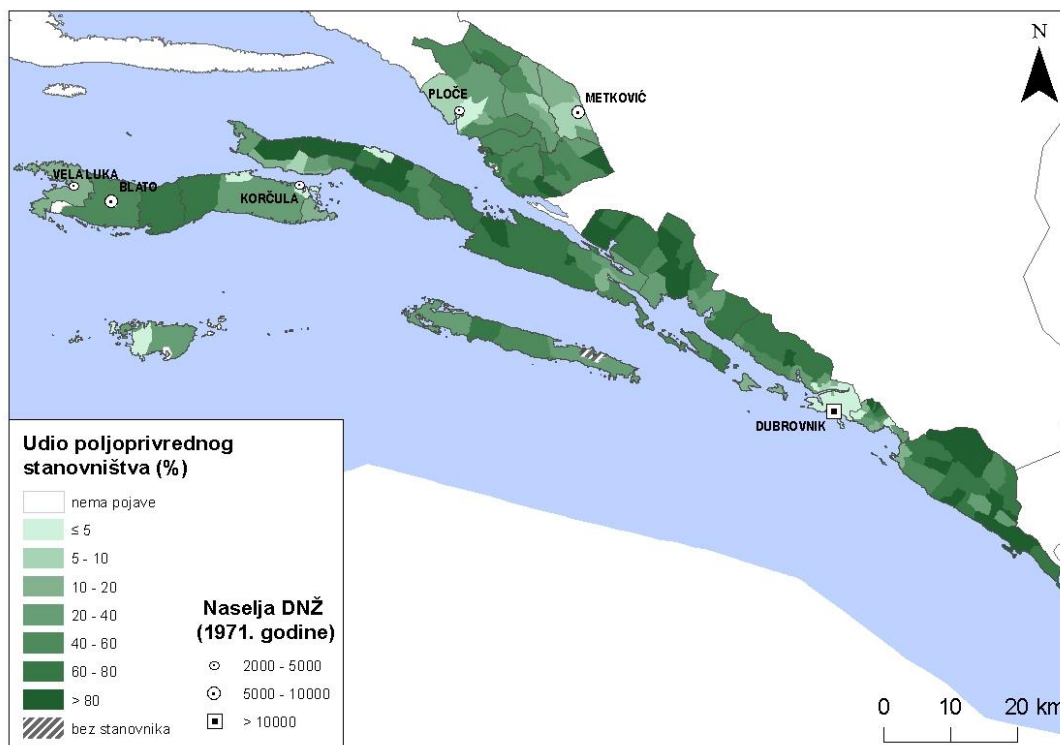 N
PLOČE
METKOVIĆ
VELA LUKA
BLATO
KORČULA
DUBROVNIK
Udio poljoprivrednog
stanovništva (%)
nema pojave
≤ 5
5 - 10
10 - 20
20 - 40
40 - 60
60 - 80
> 80
bez stanovnika
Naselja DNŽ
(1971. godine)
2000 - 5000
5000 - 10000
> 10000
0 10 20 km